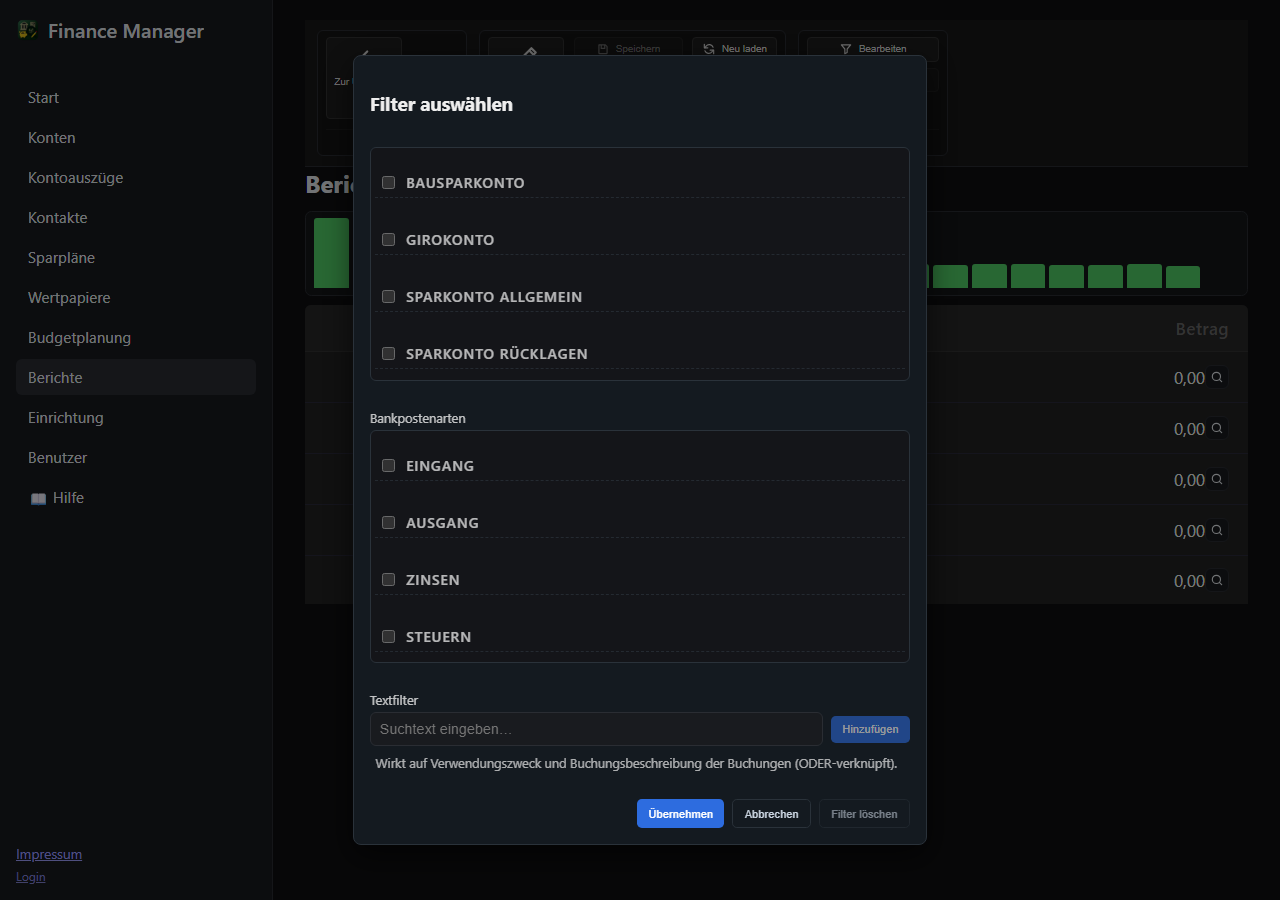 Finance Manager
Start
Konten
Kontoauszüge
Kontakte
Sparpläne
Wertpapiere
Budgetplanung
Berichte
Einrichtung
Benutzer
Hilfe
Impressum
Login
Zur
Speichern
Neu laden
Bearbeiten
Filter auswählen
BAUSPARKONTO
GIROKONTO
SPARKONTO ALLGEMEIN
SPARKONTO RÜCKLAGEN
Bankpostenarten
EINGANG
AUSGANG
ZINSEN
STEUERN
Textfilter
Suchtext eingeben...
Hinzufügen
Wirkt auf Verwendungszweck und Buchungsbeschreibung der Buchungen (ODER-verknüpft).
Übernehmen
Abbrechen
Filter löschen
Betrag
0,00
0,00
0,00
0,00
0,00